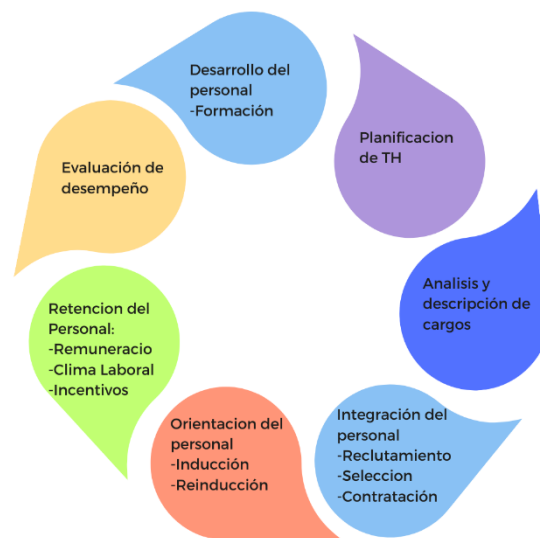 Desarrollo del
personal
-Formación
Planificacion
de TH
Evaluación de
desempeño
Analisis y
descripción de
cargos
Retencion del
Personal:
-Remuneracio
-Clima Laboral
-Incentivos
Orientacion del
personal
-Inducción
-Reinducción
Integración del
personal
-Reclutamiento
-Seleccion
-Contratación